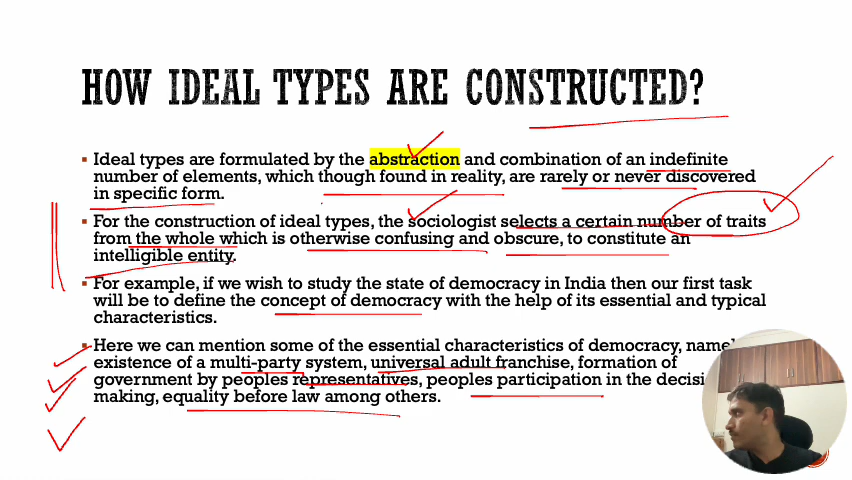 HOW IDEAL TYPES ARE CONSTRUCTED?
▪ Ideal types are formulated by the abstraction and combination of an indefinite
number of elements, which though found in reality, are rarely or never discovered
in specific form.
▪ For the construction of ideal types, the sociologist selects a certain number of traits
from the whole which is otherwise confusing and obscure, to constitute an
intelligible entity.
▪ For example, if we wish to study the state of democracy in India then our first task
will be to define the concept of democracy with the help of its essential and typical
characteristics.
▪ Here we can mention some of the essential characteristics of democracy,
existence of a multi-party system, universal adult franchise, formation of
government by peoples representatives, peoples participation in the
making, equality before law among others.